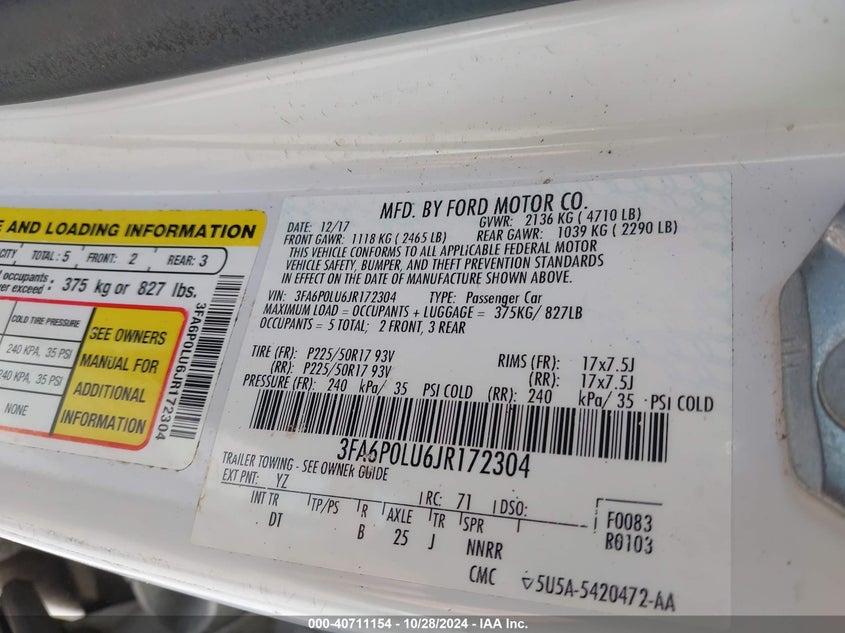 E AND LOADING INFORMATION
CITY TOTAL: 5 FRONT: 2 REAR: 3
occupants exceed: 375 kg or 827 lbs.
COLD TIRE PRESSURE
240 KPA, 35 PSI
240 KPA, 35 PSI
NONE
SEE OWNERS
MANUAL FOR
ADDITIONAL
INFORMATION
3FA6P0LU6JR172304
MFD. BY FORD MOTOR CO.
DATE: 12/17 GVWR: 2136 KG ( 4710 LB)
FRONT GAWR: 1118 KG ( 2465 LB) REAR GAWR: 1039 KG ( 2290 LB)
THIS VEHICLE CONFORMS TO ALL APPLICABLE FEDERAL MOTOR
VEHICLE SAFETY, BUMPER, AND THEFT PREVENTION STANDARDS
IN EFFECT ON THE DATE OF MANUFACTURE SHOWN ABOVE.
VIN: 3FA6P0LU6JR172304 TYPE: Passenger Car
MAXIMUM LOAD = OCCUPANTS + LUGGAGE = 375KG/ 827LB
OCCUPANTS = 5 TOTAL; 2 FRONT, 3 REAR
TIRE (FR): P225/50R17 93V RIMS (FR): 17x7.5J
(RR): P225/50R17 93V (RR): 17x7.5J
PRESSURE (FR): 240 kPa/ 35 PSI COLD (RR): 240 kPa/ 35 PSI COLD
3FA6P0LU6JR172304
TRAILER TOWING - SEE OWNER GUIDE
EXT PNT: YZ RC: 71 DSO: F0083
INT TR TP/PS R AXLE TR SPR R0103
DT B 25 J NNRR
CMC 5U5A-5420472-AA
000-40711154 - 10/28/2024 - IAA Inc.